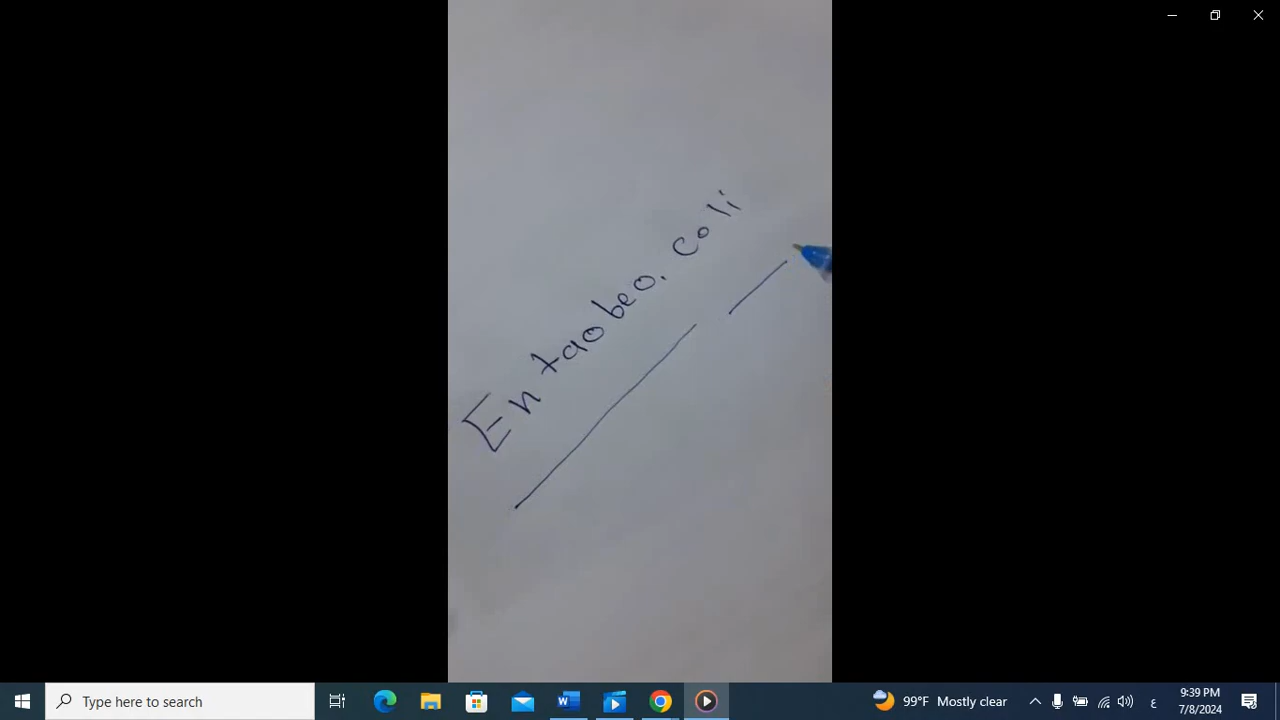 Entaobeo. coli
Type here to search
99°F Mostly clear
ع
9:39 PM
7/8/2024